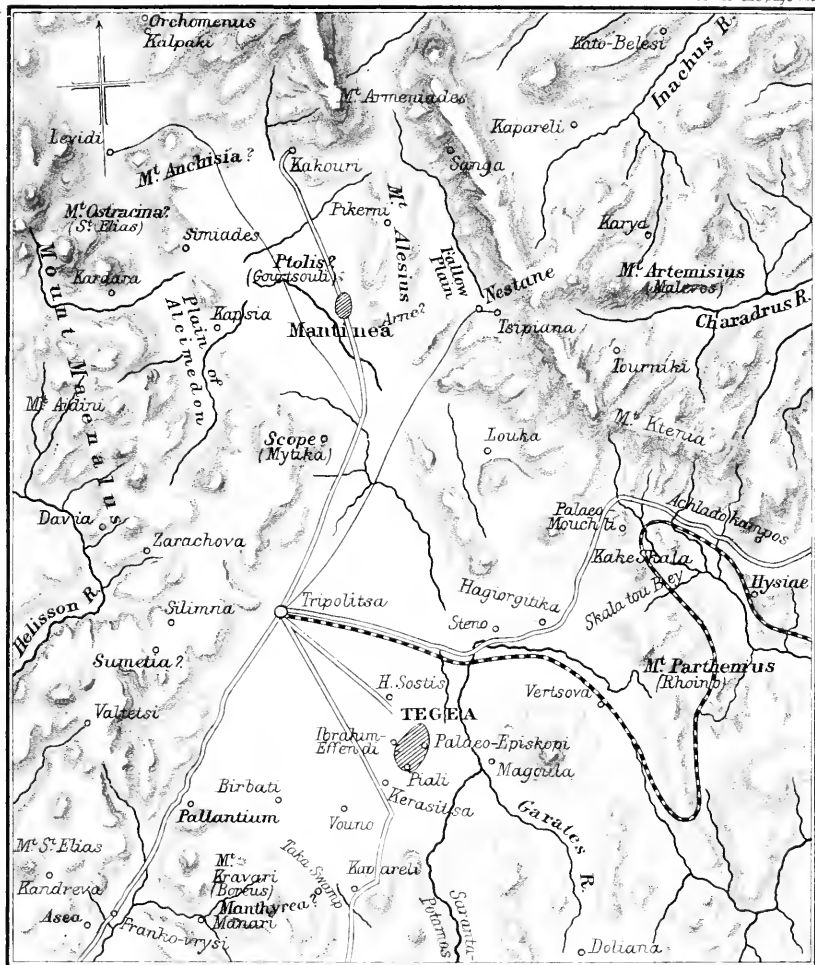 Orchomenus
Kalpaki
Kato-Belesi
Inachus R.
Mt. Armeniades
Kapareli
Levidi
Mt. Anchisia?
Kakouri
Sanga
Mt. Ostracina?
(St. Elias)
Simiades
Pikerni
Mt. Alesius
Fallow
Plain
Karya
Mt. Artemisius
(Malevos)
Kardara
Ptolis?
(Gourtsouli)
Nestane
Charadrus R.
Mount Maenalus
Plain of
Alcimedon
Kapsia
Mantinea
Arne?
Tsipiana
Tourniki
Mt. Aidini
Mt. Ktenia
Scope
(Mytika)
Louka
Davia
Zarachova
Palaeo
Mouchli
Achladokampos
Kake Skala
Skala tou Bey
Hysiae
Helisson R.
Silimna
Tripolitsa
Hagiorgitika
Steno
Sumetia?
H. Sostis
Vertsova
Mt. Parthenius
(Rhoino)
Valtetsi
TEGEA
Ibrahim-
Effendi
Palaeo-Episkopi
Piali
Magoula
Birbati
Kerasitsa
Pallantium
Vouno
Garates R.
Mt. St. Elias
Kandreva
Mt.
Kravari
(Boreus)
Taka Swamp
Kaparéli
Manthyrea?
Manari
Asea
Franko-vrysi
Saranta-
Potamos
Doliana